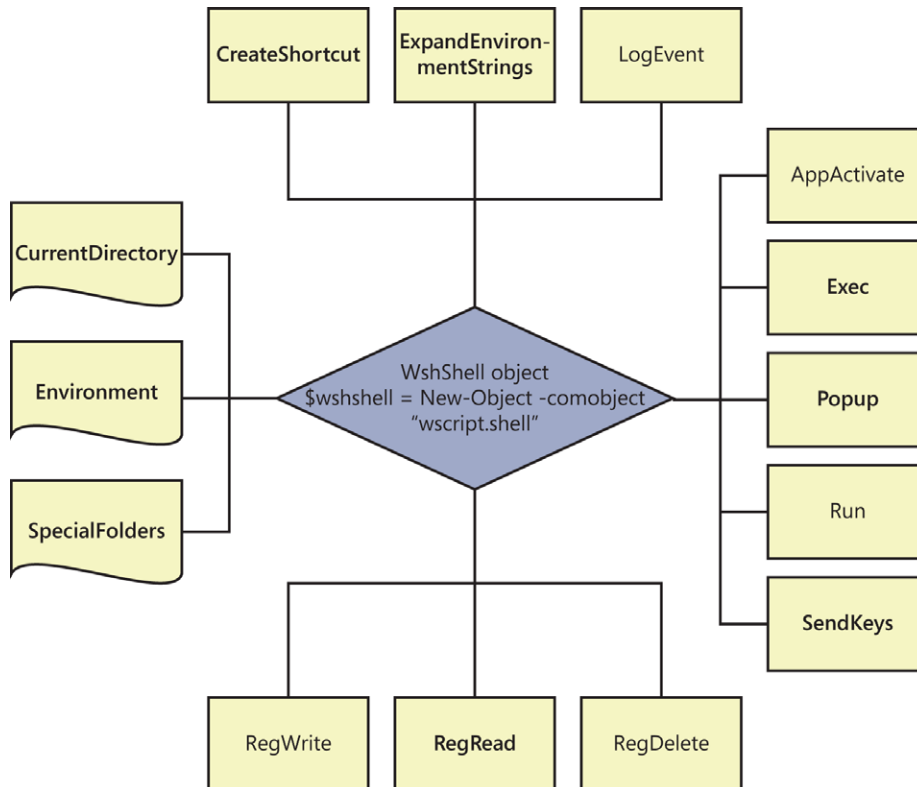 CreateShortcut
ExpandEnviron-
mentStrings
LogEvent
AppActivate
CurrentDirectory
Exec
Environment
WshShell object
$wshshell = New-Object -comobject
“wscript.shell”
Popup
SpecialFolders
Run
SendKeys
RegWrite
RegRead
RegDelete